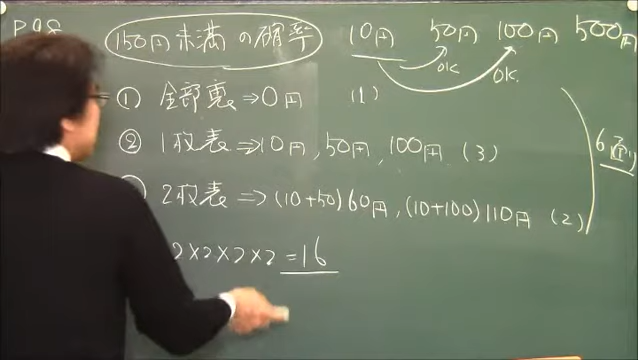 P98 150円未満の確率 10円 50円 100円 500円
OK OK
① 全部裏⇒0円 (1)
② 1枚表⇒10円, 50円, 100円 (3)
6通り
2枚表⇒(10+50)60円, (10+100)110円 (2)
2×2×2×2=16